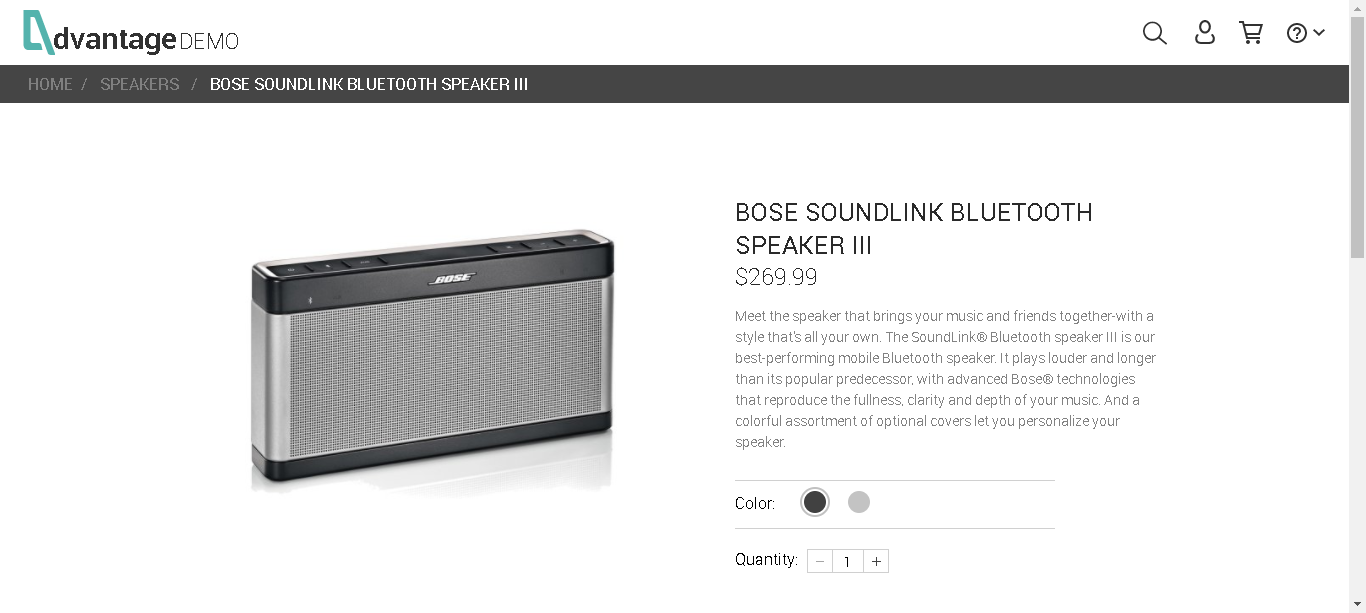 dvantage DEMO
HOME / SPEAKERS / BOSE SOUNDLINK BLUETOOTH SPEAKER III
BOSE
BOSE SOUNDLINK BLUETOOTH
SPEAKER III
$269.99
Meet the speaker that brings your music and friends together-with a
style that's all your own. The SoundLink® Bluetooth speaker III is our
best-performing mobile Bluetooth speaker. It plays louder and longer
than its popular predecessor, with advanced Bose® technologies
that reproduce the fullness, clarity and depth of your music. And a
colorful assortment of optional covers let you personalize your
speaker.
Color:
Quantity: − 1 +